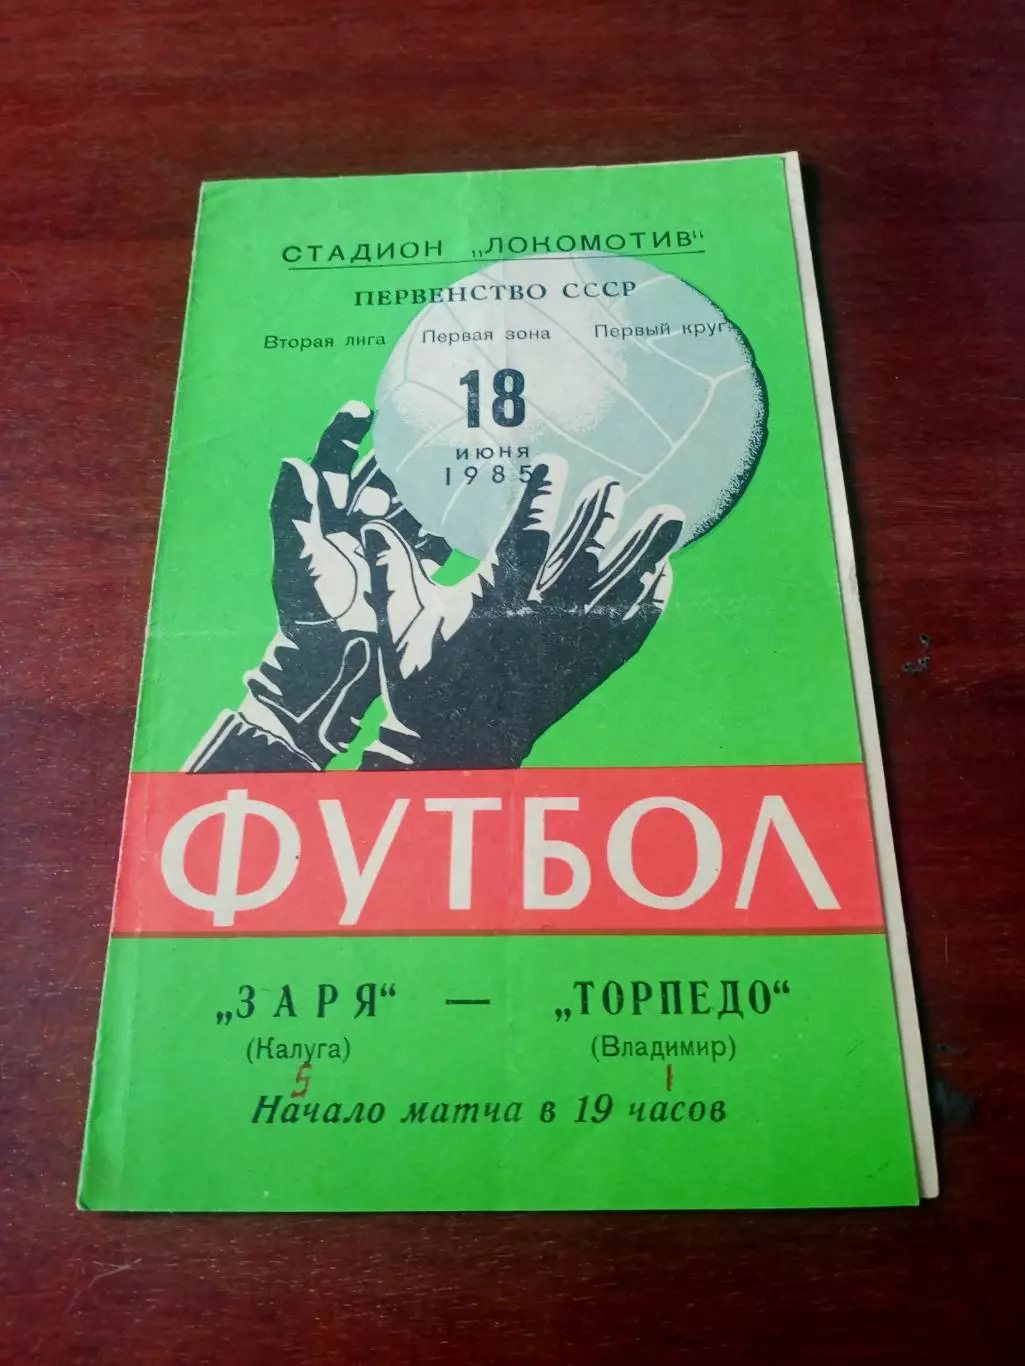 СТАДИОН „ЛОКОМОТИВ“
ПЕРВЕНСТВО СССР
Вторая лига Первая зона Первый круг
18
ИЮНЯ
1985
ФУТБОЛ
„ЗАРЯ“ — „ТОРПЕДО“
(Калуга) (Владимир)
5 1
Начало матча в 19 часов